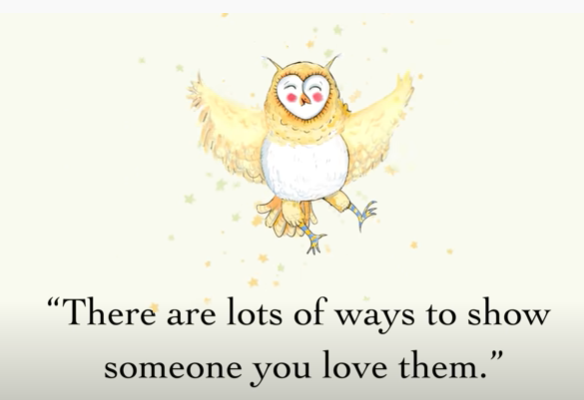 “There are lots of ways to show
someone you love them.”